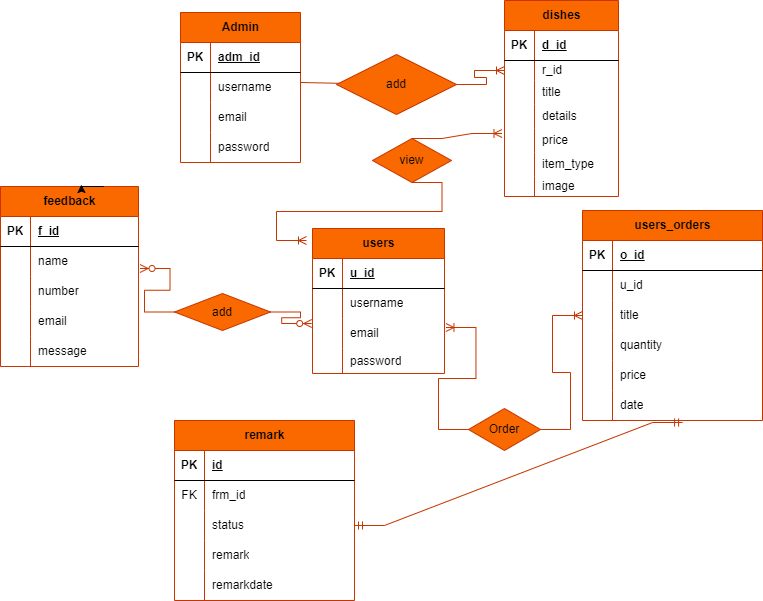 Admin
PK adm_id
username
email
password
add
dishes
PK d_id
r_id
title
details
price
item_type
image
view
feedback
PK f_id
name
number
email
message
add
users
PK u_id
username
email
password
users_orders
PK o_id
u_id
title
quantity
price
date
Order
remark
PK id
FK frm_id
status
remark
remarkdate